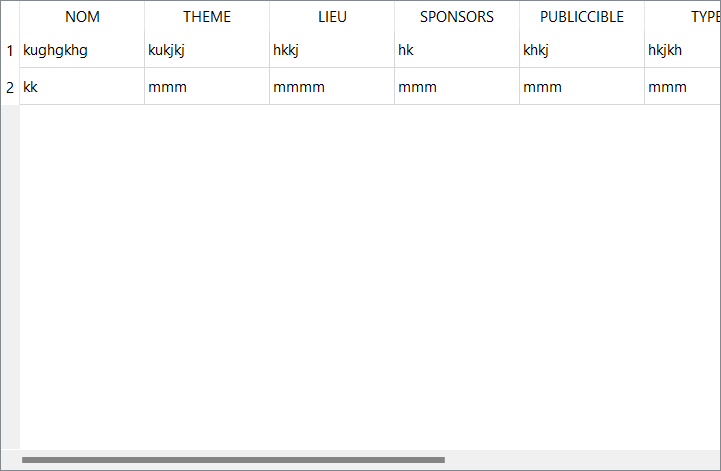 NOM THEME LIEU SPONSORS PUBLICCIBLE TYPE
1 kughgkhg kukjkj hkkj hk khkj hkjkh
2 kk mmm mmmm mmm mmm mmm